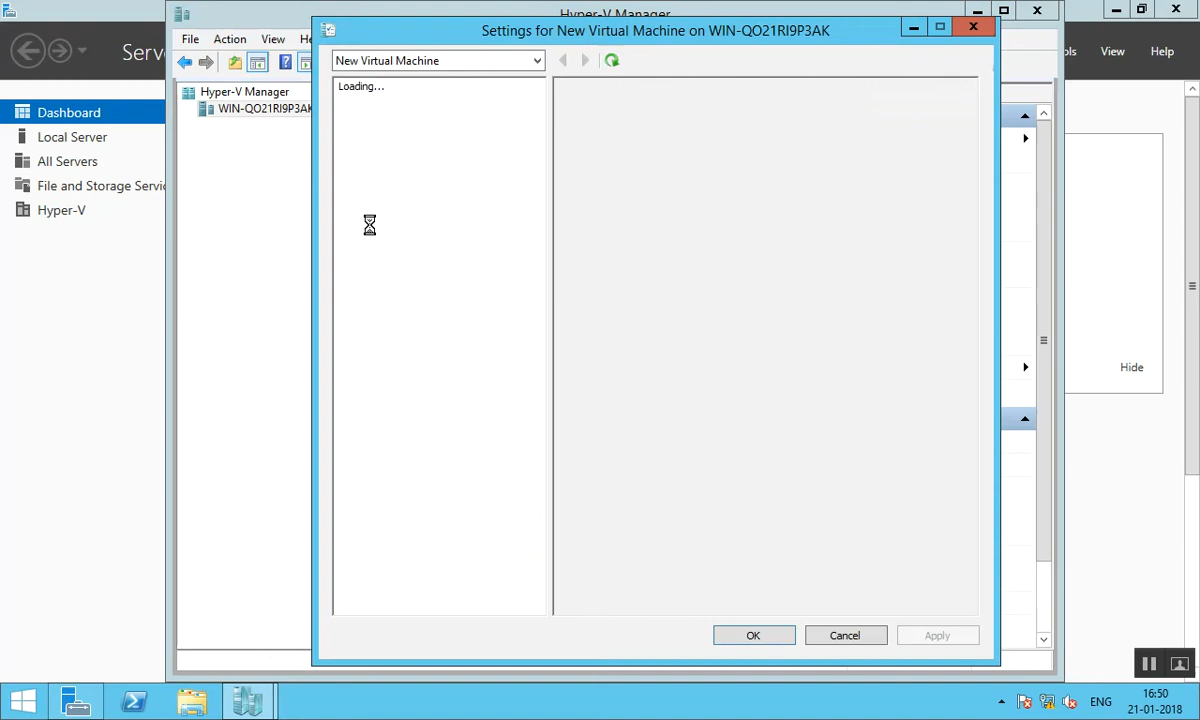 Hyper-V Manager
Settings for New Virtual Machine on WIN-QO21RI9P3AK
Serv
View
Help
File
Action
View
He
New Virtual Machine
Loading...
Hyper-V Manager
WIN-QO21RI9P3AK
Dashboard
Local Server
All Servers
File and Storage Servic
Hyper-V
Hide
OK
Cancel
Apply
ENG
16:50
21-01-2018